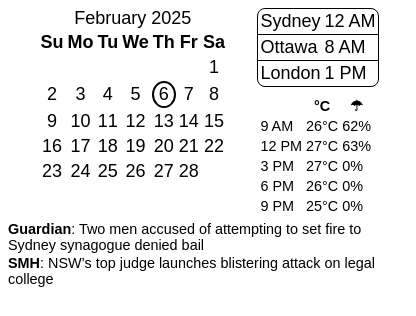 February 2025
Su Mo Tu We Th Fr Sa
1
2 3 4 5 6 7 8
9 10 11 12 13 14 15
16 17 18 19 20 21 22
23 24 25 26 27 28
Sydney 12 AM
Ottawa 8 AM
London 1 PM
°C ☂
9 AM 26°C 62%
12 PM 27°C 63%
3 PM 27°C 0%
6 PM 26°C 0%
9 PM 25°C 0%
Guardian: Two men accused of attempting to set fire to
Sydney synagogue denied bail
SMH: NSW’s top judge launches blistering attack on legal
college